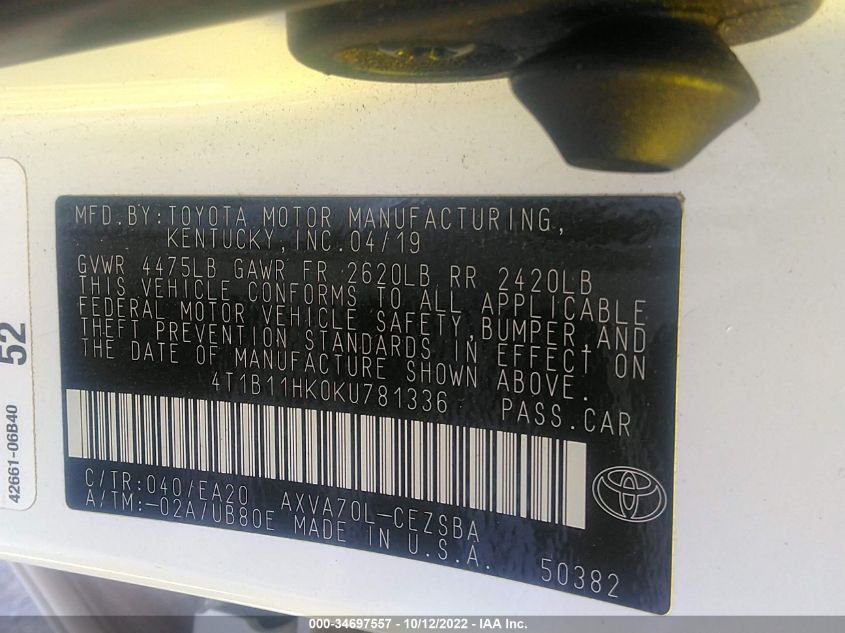 MFD.BY:TOYOTA MOTOR MANUFACTURING,
KENTUCKY,INC.04/19
GVWR 4475LB GAWR FR 2620LB RR 2420LB
THIS VEHICLE CONFORMS TO ALL APPLICABLE
FEDERAL MOTOR VEHICLE SAFETY,BUMPER,AND
THEFT PREVENTION STANDARDS IN EFFECT ON
THE DATE OF MANUFACTURE SHOWN ABOVE.
4T1B11HK0KU781336 PASS.CAR
C/TR:040/EA20 AXVA70L-CEZSBA
A/TM:-02A/UB80E MADE IN U.S.A.
50382
52
42661-06B40
000-34697557 - 10/12/2022 - IAA Inc.